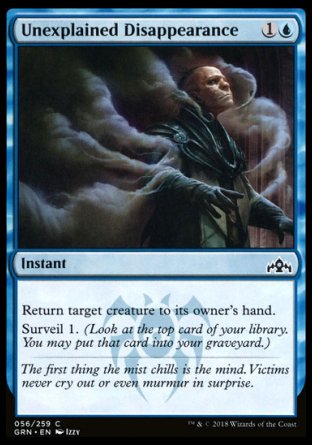 Unexplained Disappearance 1
Instant
Return target creature to its owner's hand.
Surveil 1. (Look at the top card of your library.
You may put that card into your graveyard.)
The first thing the mist chills is the mind. Victims
never cry out or even murmur in surprise.
056/259 C
GRN • EN Izzy
™ & © 2018 Wizards of the Coast